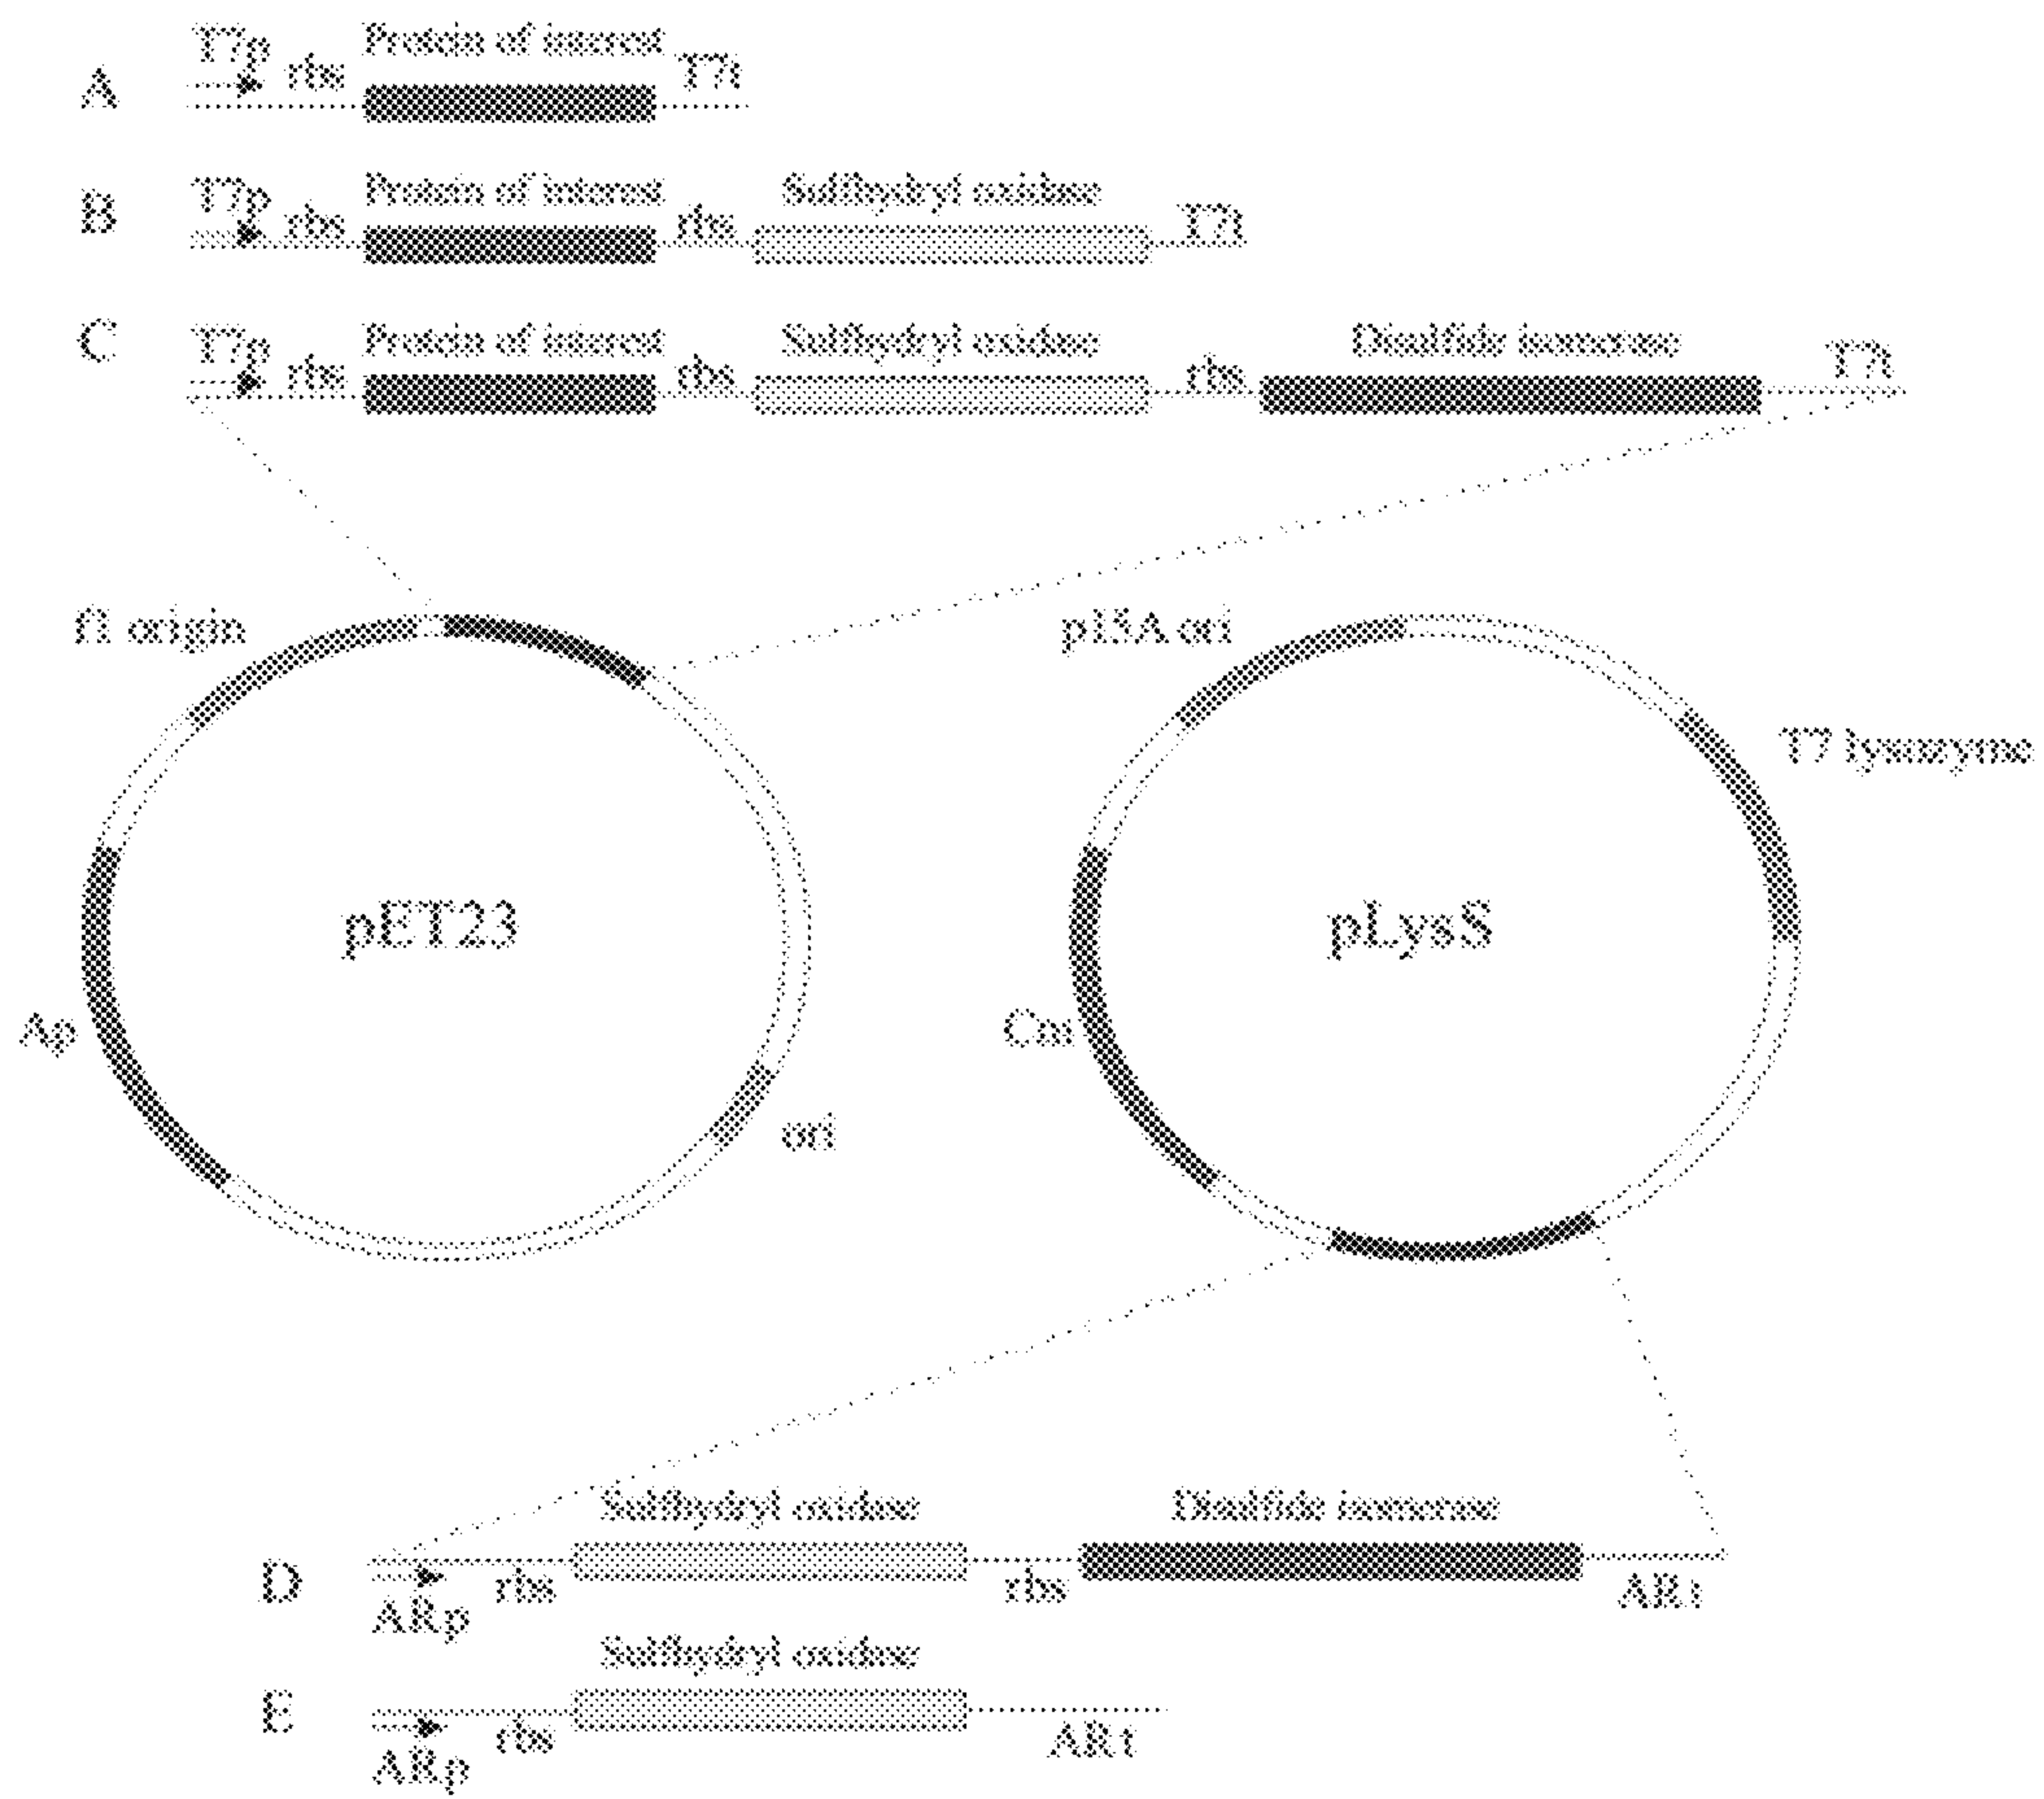 A T7p rbs Protein of interest T7t
B T7p rbs Protein of interest rbs Sulfhydryl oxidase T7t
C T7p rbs Protein of interest rbs Sulfhydryl oxidase rbs Disulfide isomerase T7t
f1 origin
p15A ori
T7 lysozyme
pET23
pLysS
Ap
Cm
ori
Sulfhydryl oxidase Disulfide isomerase
D ARp rbs rbs ARt
Sulfhydryl oxidase
E ARp rbs ARt